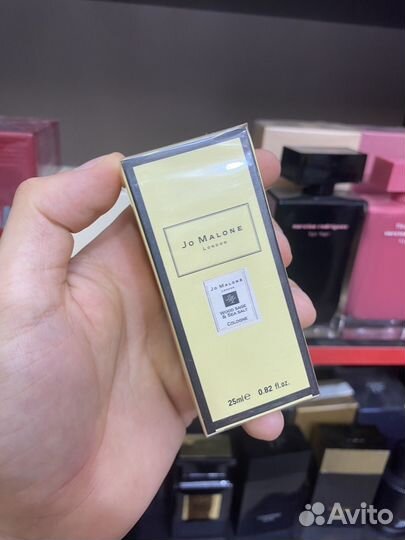 JO MALONE
LONDON
JO MALONE
LONDON
WOOD SAGE
& SEA SALT
COLOGNE
25ml e 0.82 fl.oz.
narciso rodriguez
for her
Avito